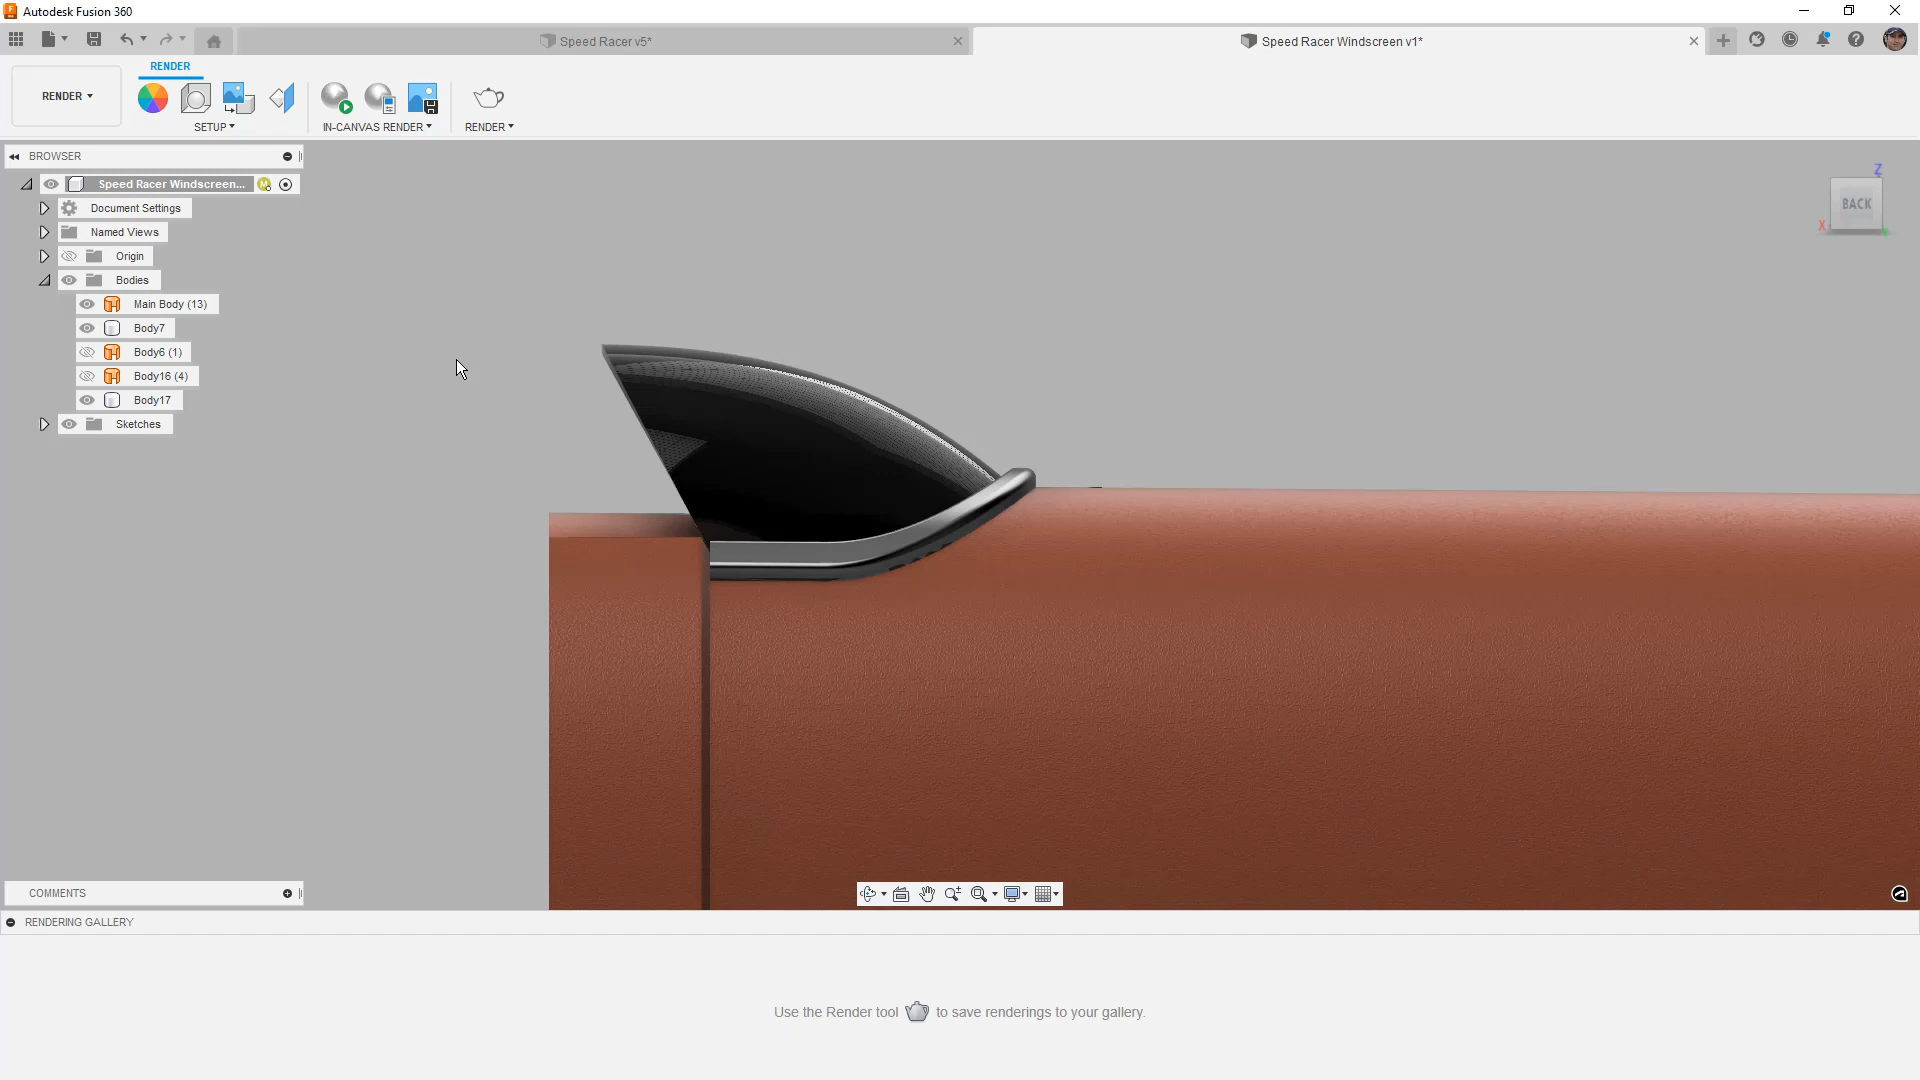 Autodesk Fusion 360
Speed Racer v5*
Speed Racer Windscreen v1*
RENDER
RENDER
SETUP
IN-CANVAS RENDER
RENDER
BROWSER
Speed Racer Windscreen...
M
Document Settings
Named Views
Origin
Bodies
Main Body (13)
Body7
Body6 (1)
Body16 (4)
Body17
Sketches
Z
BACK
X
COMMENTS
RENDERING GALLERY
Use the Render tool to save renderings to your gallery.